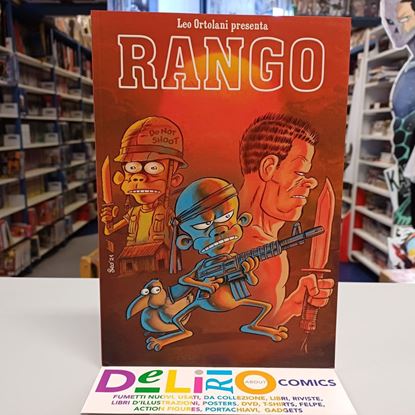 Leo Ortolani presenta
RANGO
DO NOT
SHOOT
DELIRIO ABOUT COMICS
FUMETTI NUOVI, USATI, DA COLLEZIONE, LIBRI, RIVISTE,
LIBRI D'ILLUSTRAZIONI, POSTERS, DVD, T-SHIRTS, FELPE,
ACTION FIGURES, PORTACHIAVI, GADGETS